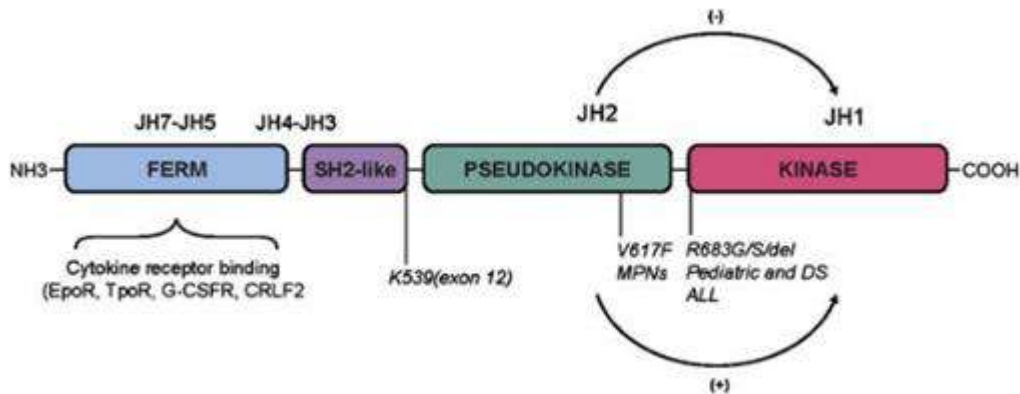 (-)
JH7-JH5
JH4-JH3
JH2
JH1
NH3
FERM
SH2-like
PSEUDOKINASE
KINASE
COOH
Cytokine receptor binding
(EpoR, TpoR, G-CSFR, CRLF2
K539(exon 12)
V617F
MPNs
R683G/S/del
Pediatric and DS
ALL
(+)